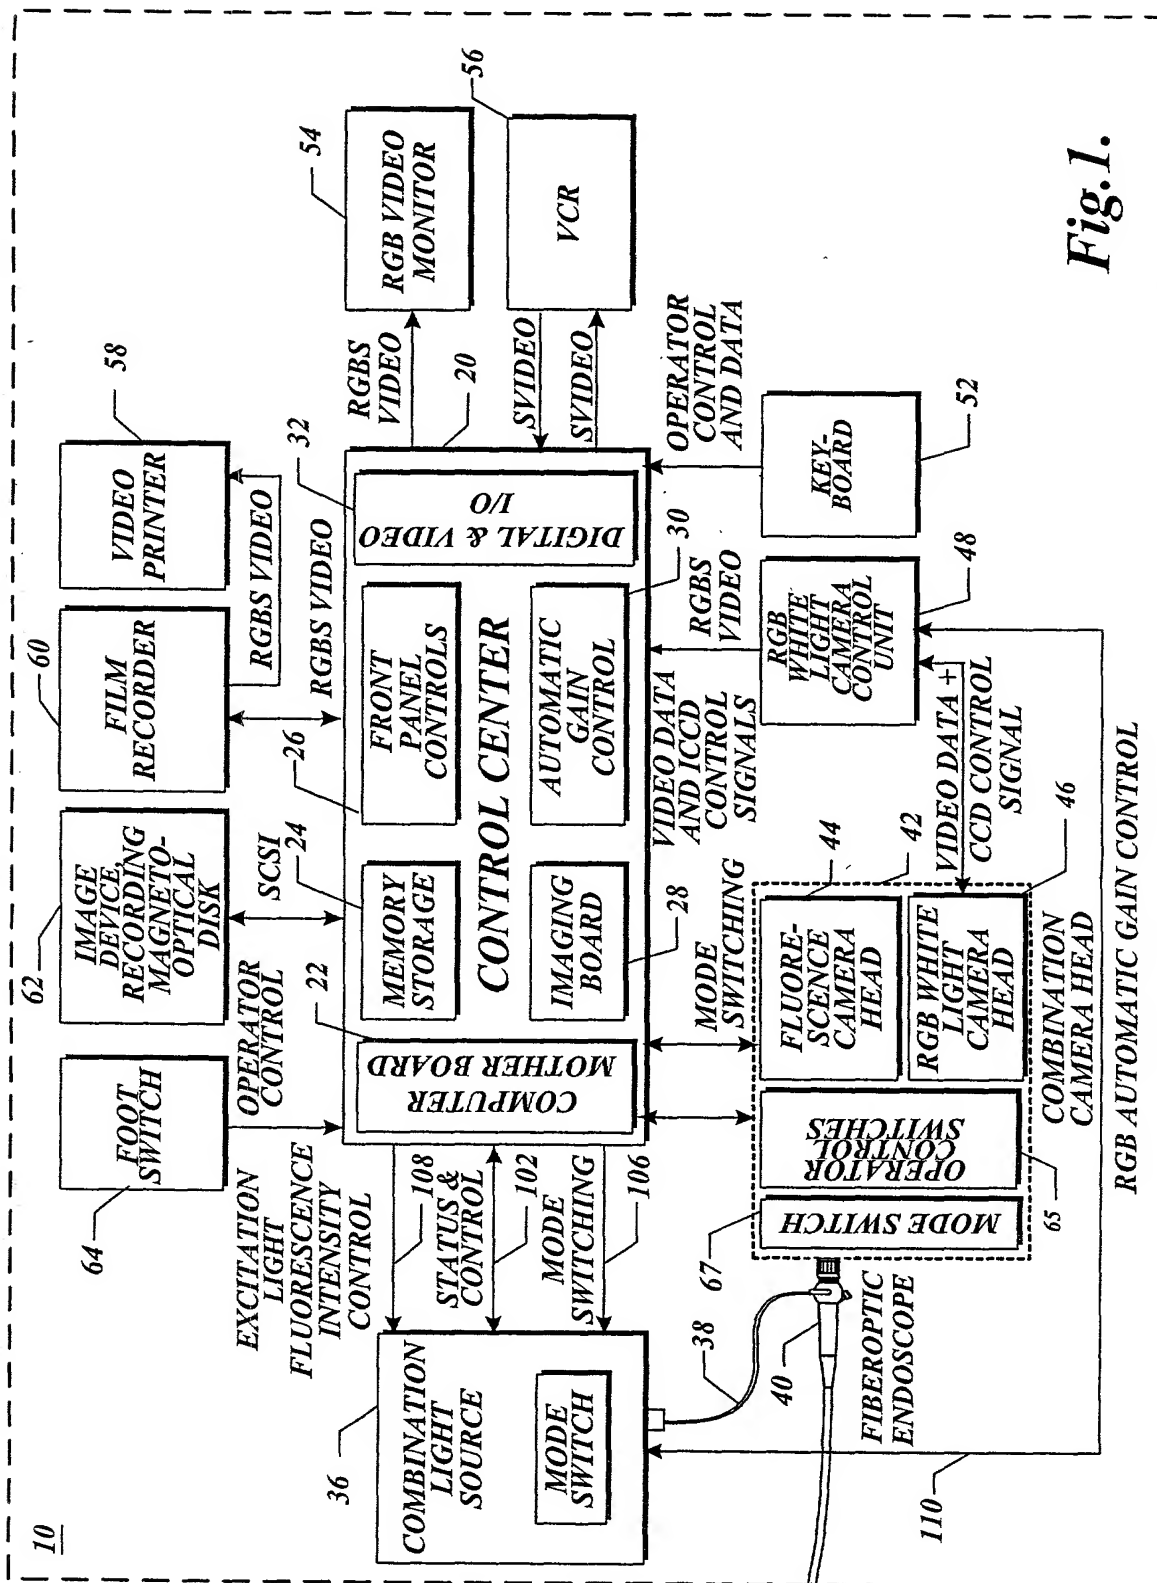 10
64
FOOT
SWITCH
62
IMAGE
DEVICE,
RECORDING
MAGNETO-
OPTICAL
DISK
60
FILM
RECORDER
58
VIDEO
PRINTER
EXCITATION
LIGHT
FLUORESCENCE
INTENSITY
CONTROL
OPERATOR
CONTROL
SCSI
RGBS VIDEO
RGBS VIDEO
36
COMBINATION
LIGHT
SOURCE
MODE
SWITCH
108
STATUS &
CONTROL
102
MODE
SWITCHING
106
22
COMPUTER
MOTHER BOARD
24
MEMORY
STORAGE
26
FRONT
PANEL
CONTROLS
32
DIGITAL & VIDEO
I/O
CONTROL CENTER
IMAGING
BOARD
28
AUTOMATIC
GAIN
CONTROL
30
20
RGBS
VIDEO
54
RGB VIDEO
MONITOR
SVIDEO
SVIDEO
56
VCR
38
40
FIBEROPTIC
ENDOSCOPE
67
MODE SWITCH
OPERATOR
CONTROL
SWITCHES
65
MODE
SWITCHING
VIDEO DATA
AND ICCD
CONTROL
SIGNALS
RGBS
VIDEO
OPERATOR
CONTROL
AND DATA
44
42
FLUORE-
SCENCE
CAMERA
HEAD
RGB WHITE
LIGHT
CAMERA
HEAD
46
VIDEO DATA +
CCD CONTROL
SIGNAL
RGB
WHITE
LIGHT
CAMERA
CONTROL
UNIT
48
KEY-
BOARD
52
COMBINATION
CAMERA HEAD
110
RGB AUTOMATIC GAIN CONTROL
Fig.1.